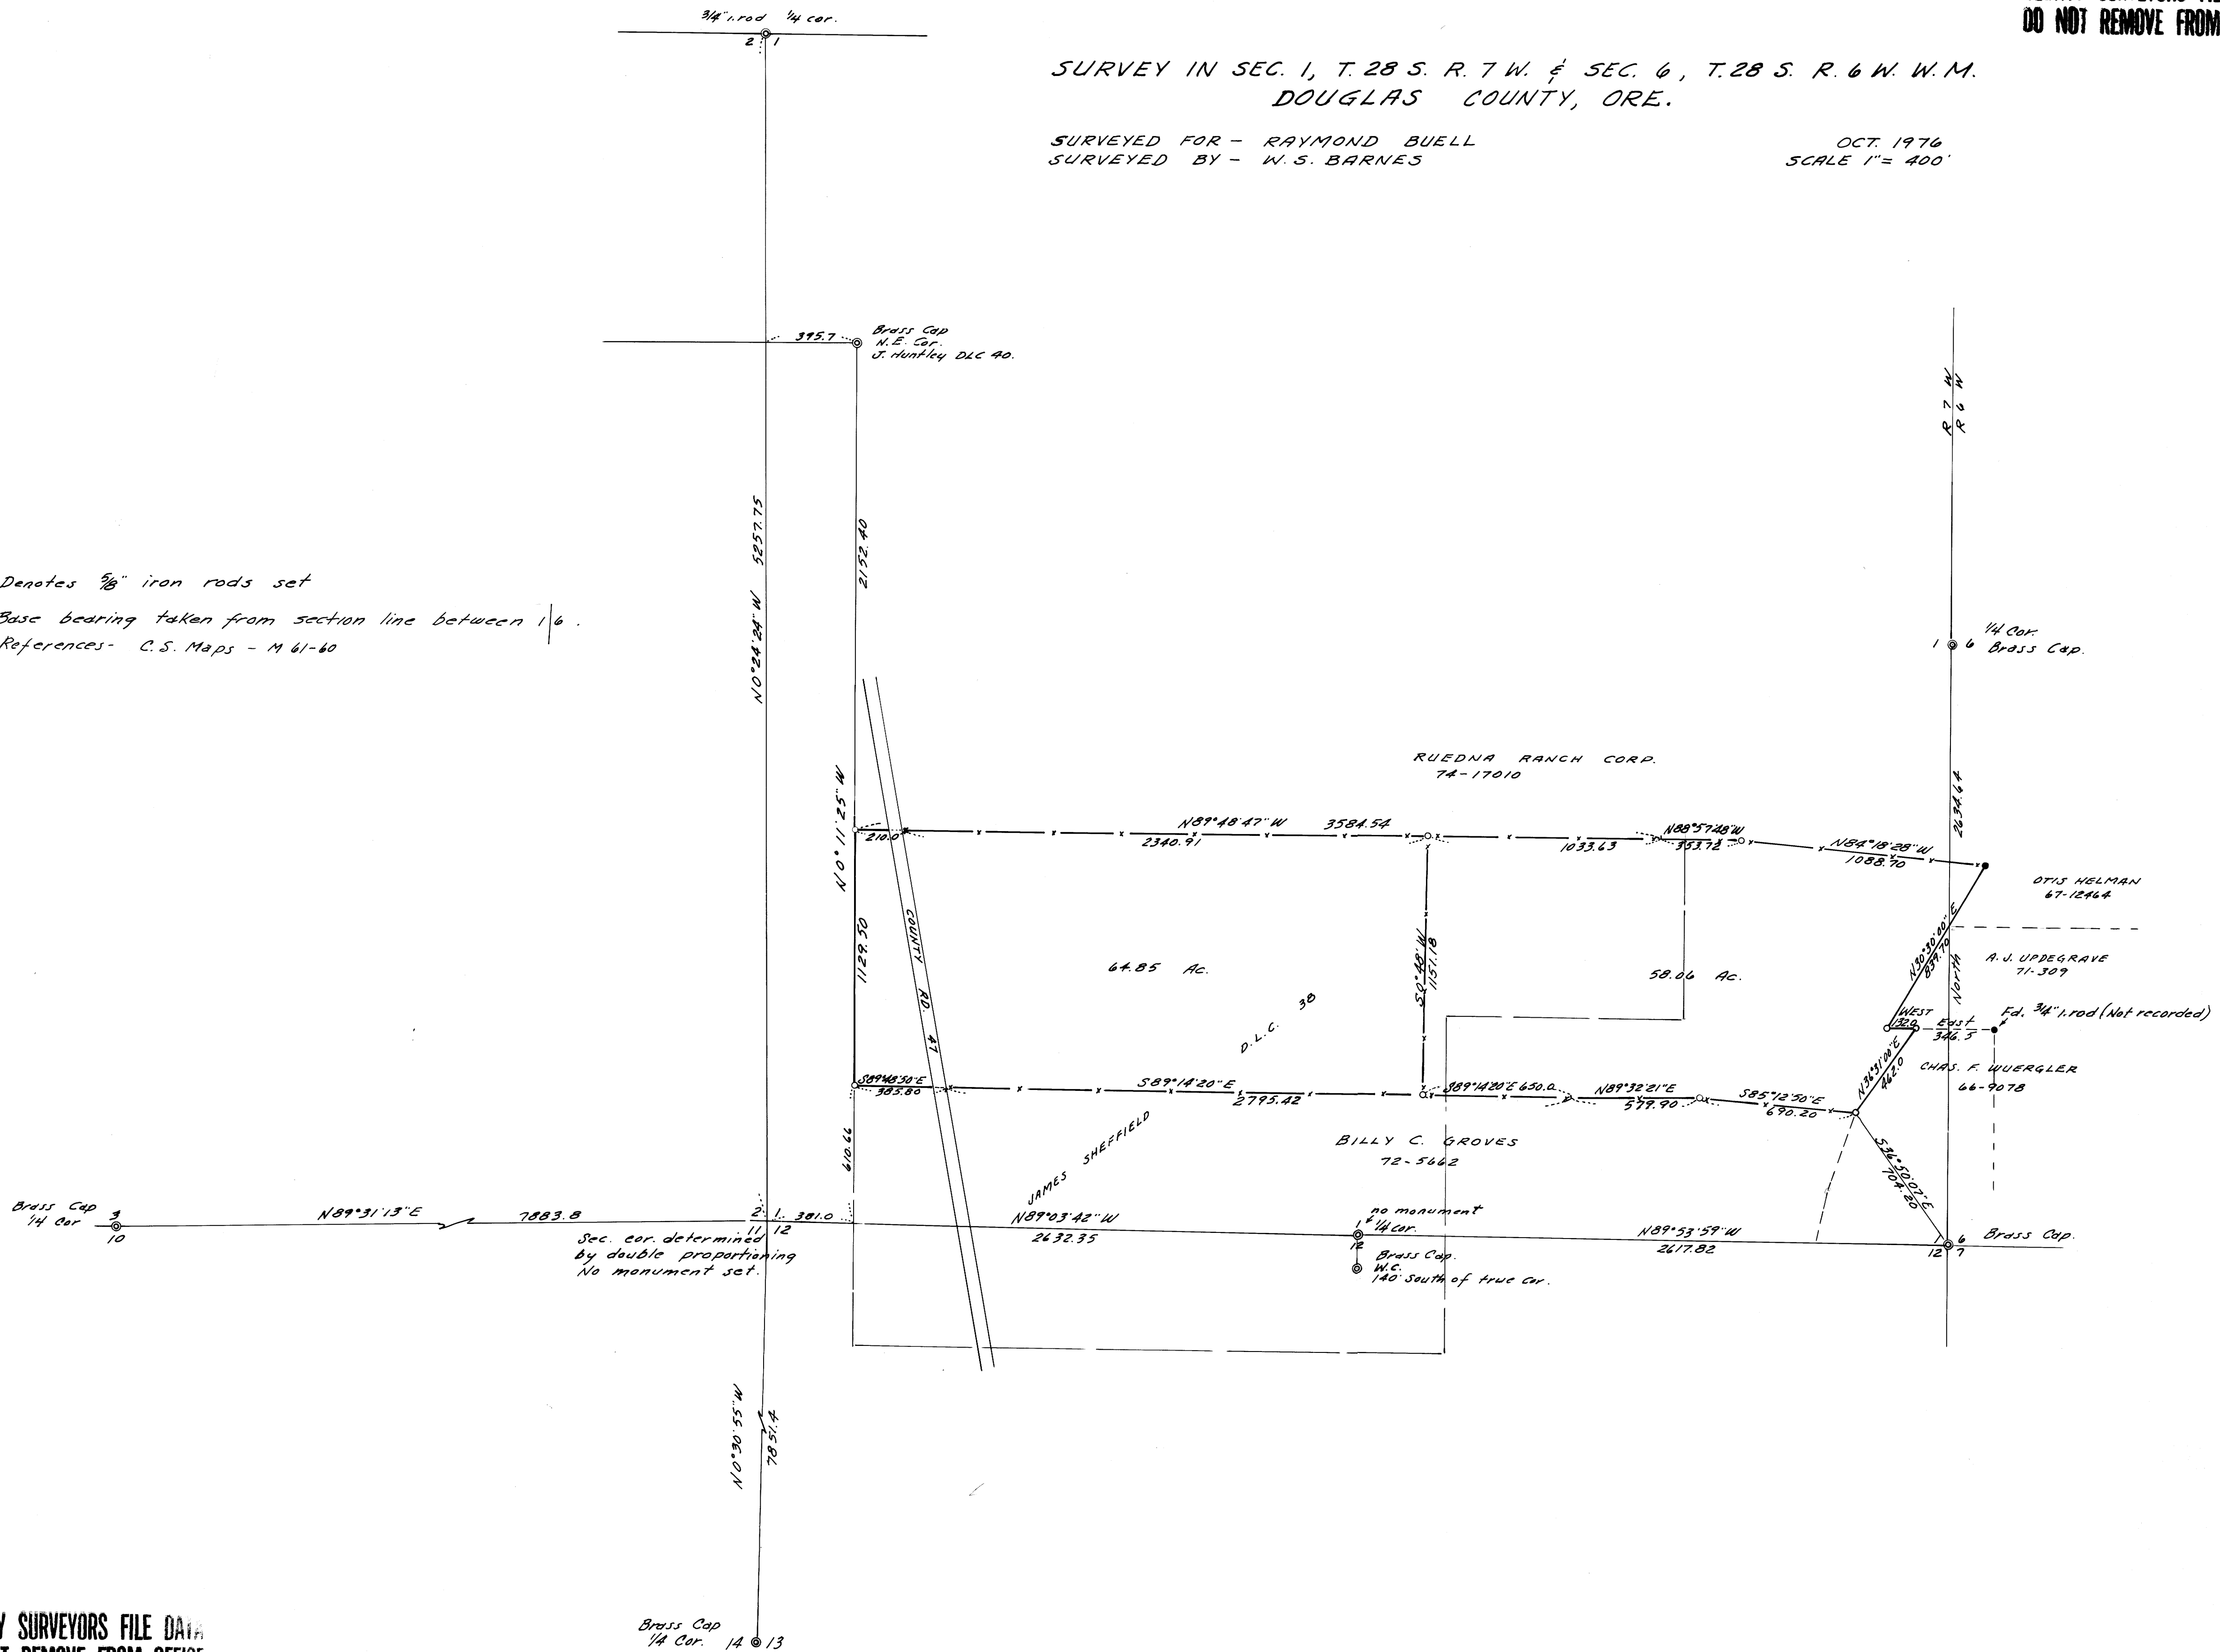 DO NOT REMOVE FROM
SURVEY IN SEC. 1, T. 28 S. R. 7 W. & SEC. 6, T. 28 S. R. 6 W. W. M.
DOUGLAS COUNTY, ORE.
SURVEYED FOR - RAYMOND BUELL
SURVEYED BY - W. S. BARNES
OCT. 1976
SCALE 1" = 400'
3/4" i. rod 1/4 cor.
2 1
395.7
Brass Cap
N.E. Cor.
J. Huntley DLC 40.
N0°24'24"W 5257.75
2152.40
R 7 W
R 6 W
Denotes 5/8" iron rods set
Base bearing taken from section line between 1|6.
References- C.S. Maps - M 61-60
1 6
1/4 Cor.
Brass Cap.
2634.64
North
RUEDNA RANCH CORP.
74-17010
N0°11'25"W
1129.50
610.66
210.0
N89°48'47"W 3584.54
2340.91
1033.63
N88°57'48"W
353.72
N84°18'28"W
1088.70
OTIS HELMAN
67-12464
N30°30'00"E
839.70
A. J. UPDEGRAVE
71-309
COUNTY RD. 47
64.85 Ac.
S0°48'W
1151.18
58.06 Ac.
D.L.C. 38
JAMES SHEFFIELD
WEST
132.0
East
346.5
Fd. 3/4" i. rod (Not recorded)
N36°31'00"E
462.0
CHAS. F. WUERGLER
66-9078
S89°48'50"E
385.80
S89°14'20"E
2795.42
S89°14'20"E 650.0
N89°32'21"E
579.90
S85°12'50"E
690.20
BILLY C. GROVES
72-5662
S36°50'07"E
704.20
Brass Cap
1/4 Cor
3
10
N89°31'13"E 7883.8
2 1
11 12
381.0
Sec. cor. determined
by double proportioning
No monument set.
N89°03'42"W
2632.35
no monument
1
1/4 cor.
12
Brass Cap.
W.C.
140' South of true Cor.
N89°53'59"W
2617.82
1 6
12 7
Brass Cap.
N0°30'55"W
7851.4
Brass Cap
1/4 Cor. 14 13
Y SURVEYORS FILE DATA
T REMOVE FROM OFFICE